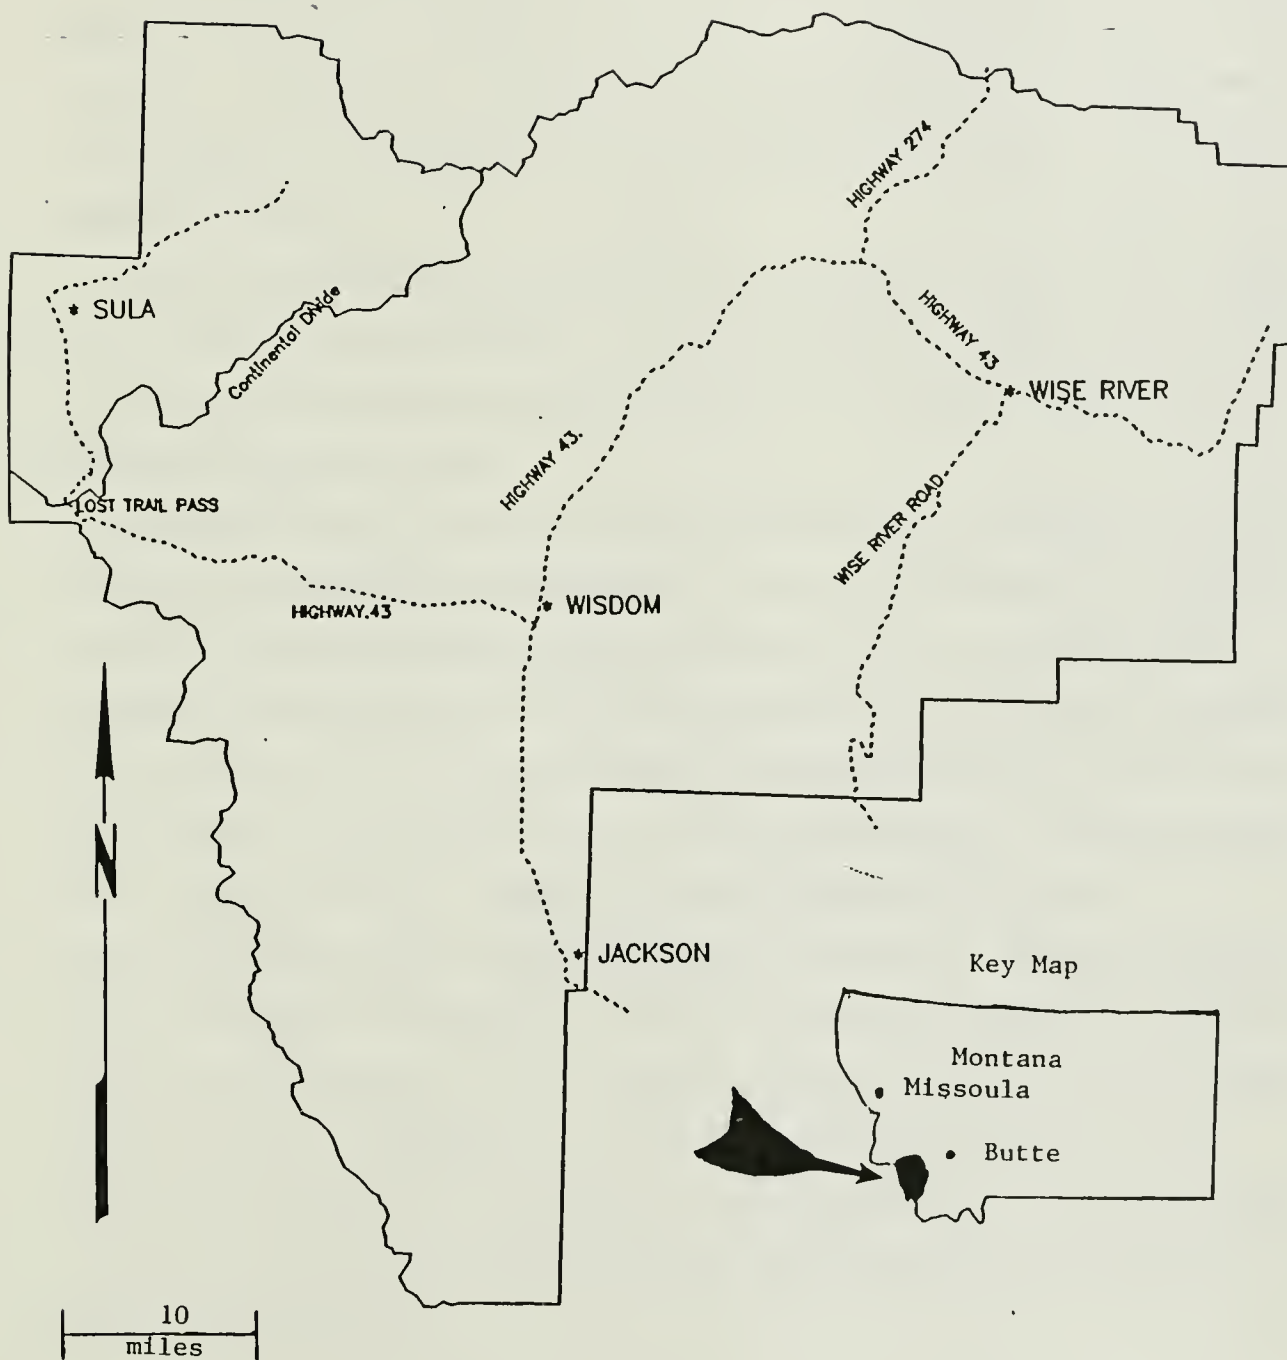 HIGHWAY 274
SULA
Continental Divide
HIGHWAY 43
WISE RIVER
HIGHWAY 43.
LOST TRAIL PASS
WISE RIVER ROAD
HIGHWAY.43
WISDOM
N
JACKSON
Key Map
Montana
Missoula
Butte
10
miles